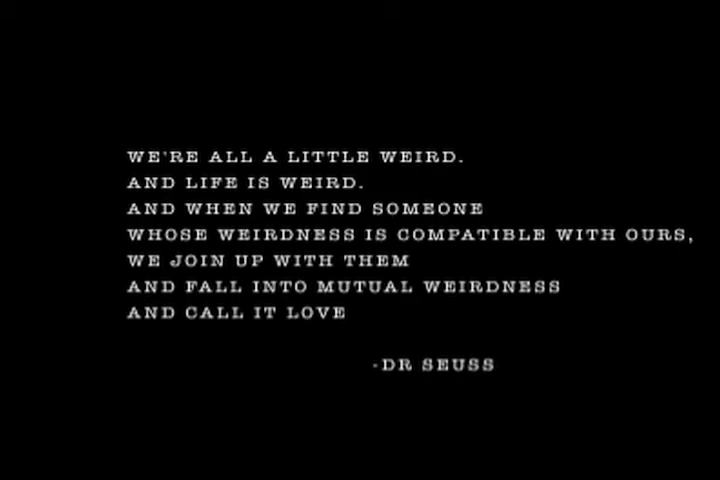 WE'RE ALL A LITTLE WEIRD.
AND LIFE IS WEIRD.
AND WHEN WE FIND SOMEONE
WHOSE WEIRDNESS IS COMPATIBLE WITH OURS,
WE JOIN UP WITH THEM
AND FALL INTO MUTUAL WEIRDNESS
AND CALL IT LOVE
-DR SEUSS